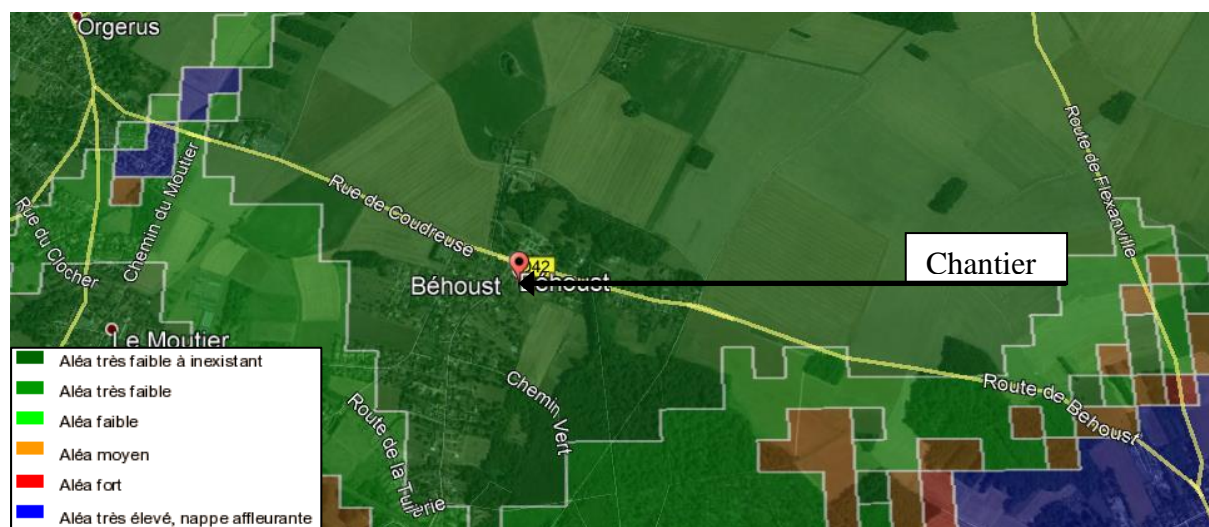 Orgerus
Route de Flexanville
Rue de Coudreuse
Chemin du Moutier
Rue du Clocher
Chantier
Béhoust
Béhoust
Le Moutier
Chemin Vert
Route de Béhoust
Route de la Tuilerie
Aléa très faible à inexistant
Aléa très faible
Aléa faible
Aléa moyen
Aléa fort
Aléa très élevé, nappe affleurante